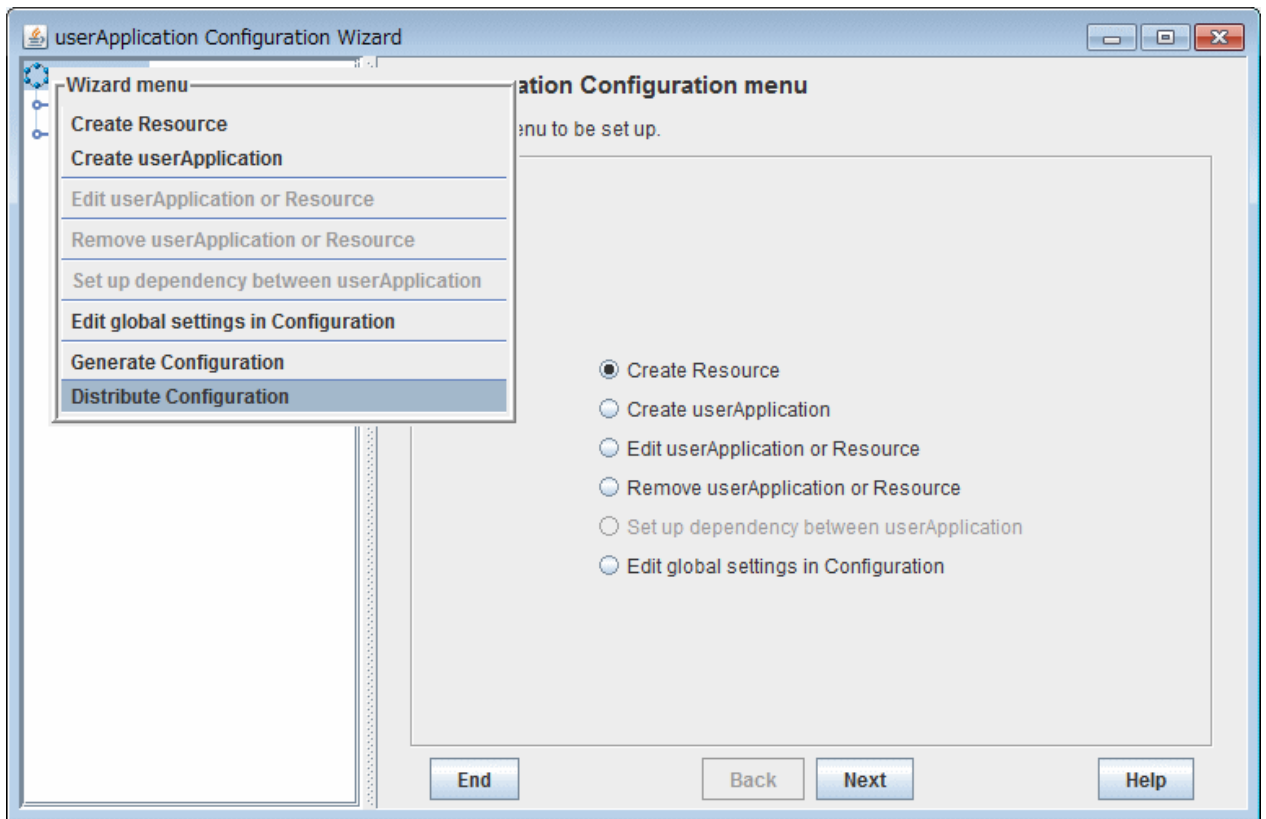 userApplication Configuration Wizard
Wizard menu
Create Resource
Create userApplication
Edit userApplication or Resource
Remove userApplication or Resource
Set up dependency between userApplication
Edit global settings in Configuration
Generate Configuration
Distribute Configuration
ation Configuration menu
enu to be set up.
Create Resource
Create userApplication
Edit userApplication or Resource
Remove userApplication or Resource
Set up dependency between userApplication
Edit global settings in Configuration
End
Back
Next
Help